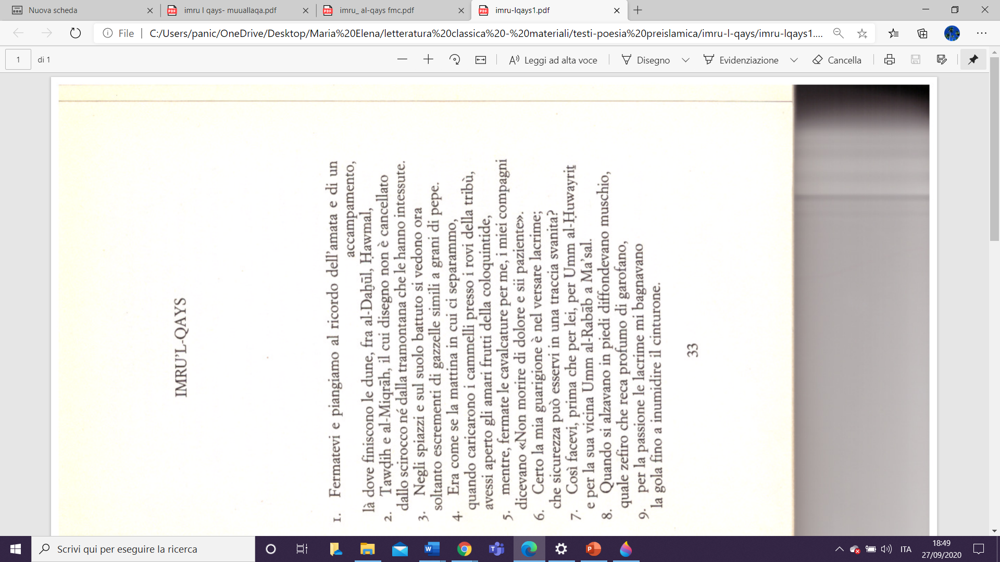 Nuova scheda
imru l qays- muuallaqa.pdf
imru_ al-qays fmc.pdf
imru-lqays1.pdf
File
C:/Users/panic/OneDrive/Desktop/Maria%20Elena/letteratura%20classica%20-%20materiali/testi-poesia%20preislamica/imru-l-qays/imru-lqays1....
1 di 1
Leggi ad alta voce
Disegno
Evidenziazione
Cancella
IMRU'L-QAYS
1. Fermatevi e piangiamo al ricordo dell'amata e di un
accampamento,
là dove finiscono le dune, fra al-Daḫūl, Ḥawmal,
2. Tawḍih e al-Miqrāh, il cui disegno non è cancellato
dallo scirocco né dalla tramontana che le hanno intessute.
3. Negli spiazzi e sul suolo battuto si vedono ora
soltanto escrementi di gazzelle simili a grani di pepe.
4. Era come se la mattina in cui ci separammo,
quando caricarono i cammelli presso i rovi della tribù,
avessi aperto gli amari frutti della coloquintide,
5. mentre, fermate le cavalcature per me, i miei compagni
dicevano «Non morire di dolore e sii paziente».
6. Certo la mia guarigione è nel versare lacrime;
che sicurezza può esservi in una traccia svanita?
7. Così facevi, prima che per lei, per Umm al-Ḥuwayriṯ
e per la sua vicina Umm al-Rabāb a Ma'sal.
8. Quando si alzavano in piedi diffondevano muschio,
quale zefiro che reca profumo di garofano,
9. per la passione le lacrime mi bagnavano
la gola fino a inumidire il cinturone.
33
Scrivi qui per eseguire la ricerca
ITA
18:49
27/09/2020